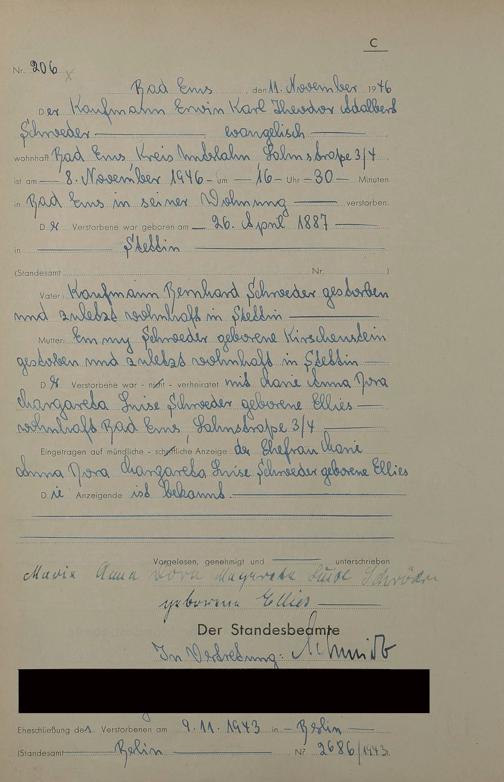 C
Nr. 206
Bad Ems, den 11. November 1946
Der Kaufmann Erwin Karl Theodor Adalbert
Schroeder evangelisch
wohnhaft Bad Ems, Kreis Unterlahn Lahnstraße 3/4
ist am 8. November 1946 um 16 Uhr 30 Minuten
in Bad Ems in seiner Wohnung verstorben.
Der Verstorbene war geboren am 26. April 1887
in Stettin
(Standesamt Nr. )
Vater: Kaufmann Bernhard Schroeder gestorben
und zuletzt wohnhaft in Stettin
Mutter: Emmy Schroeder geborene Kirschenstein
gestorben und zuletzt wohnhaft in Stettin
Der Verstorbene war - nicht - verheiratet mit Marie Anna Dora
Margareta Luise Schroeder geborene Ellies
wohnhaft Bad Ems, Lahnstraße 3/4
Eingetragen auf mündliche - schriftliche Anzeige der Ehefrau Marie
Anna Dora Margareta Luise Schroeder geborene Ellies
Die Anzeigende ist bekannt.
Vorgelesen, genehmigt und unterschrieben
Maria Anna Dora Margareta Luise Schröder
geborene Ellies
Der Standesbeamte
In Vertretung: Schmidt
Eheschließung des Verstorbenen am 9.11.1943 in Berlin
(Standesamt Berlin Nr. 2686/1943.